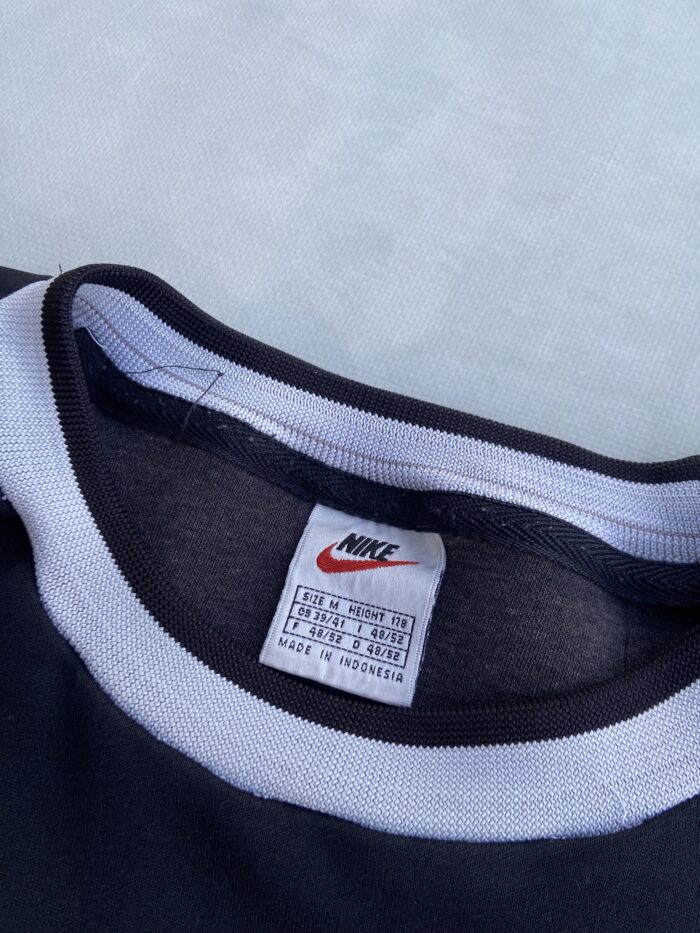 NIKE
SIZE M HEIGHT 178
GB 39/41 I 48/52
F 48/52 D 48/52
MADE IN INDONESIA